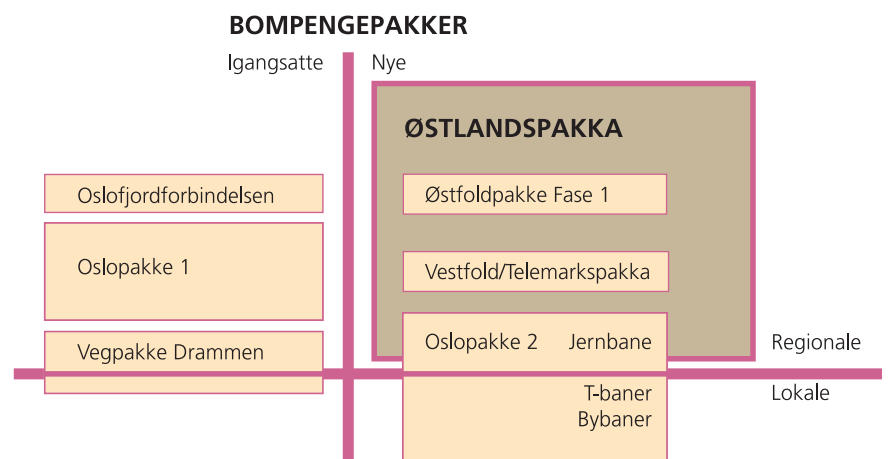 BOMPENGEPAKKER
Igangsatte
Nye
ØSTLANDSPAKKA
Oslofjordforbindelsen
Østfoldpakke Fase 1
Oslopakke 1
Vestfold/Telemarkspakka
Vegpakke Drammen
Oslopakke 2 Jernbane
Regionale
Lokale
T-baner
Bybaner